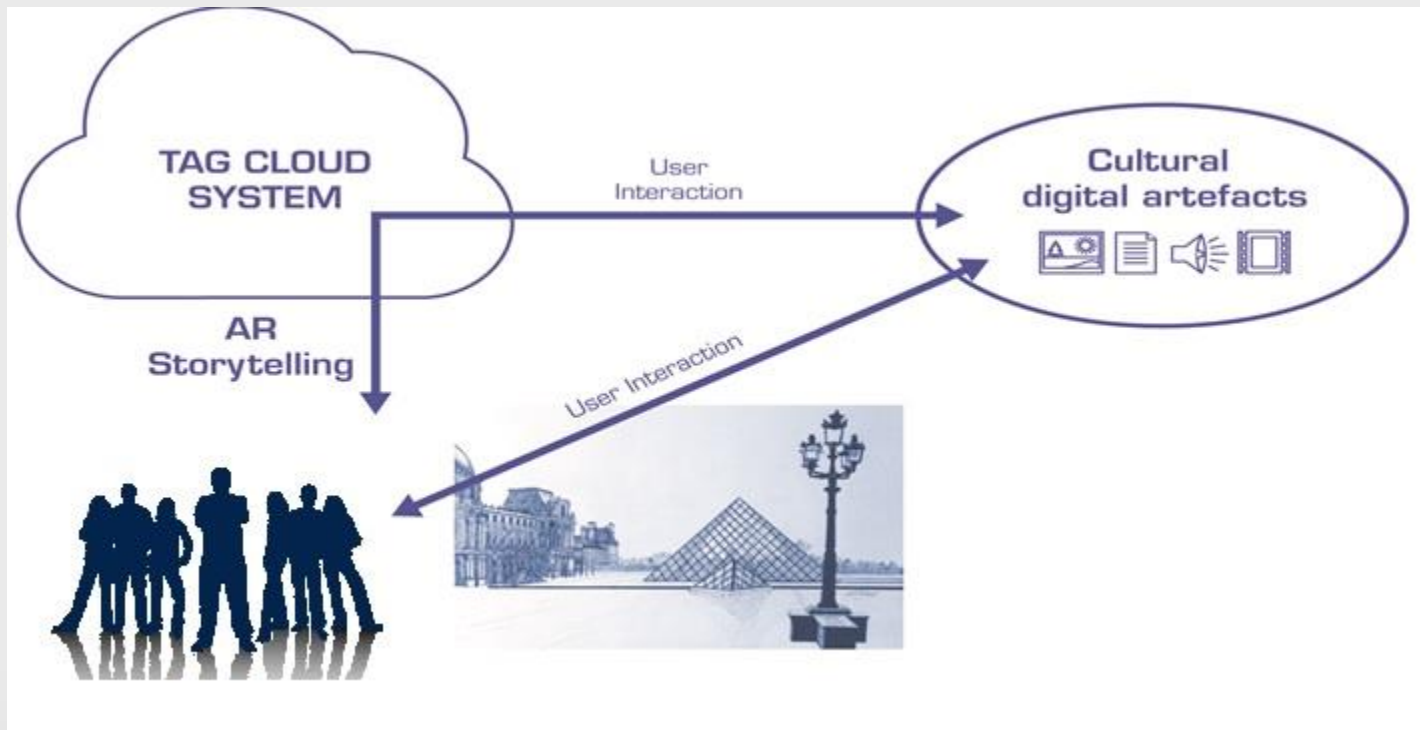 TAG CLOUD
SYSTEM
User
Interaction
Cultural
digital artefacts
AR
Storytelling
User Interaction